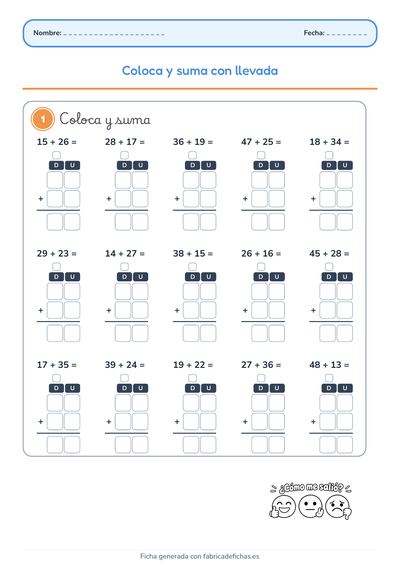 Nombre: Fecha:
Coloca y suma con llevada
1 Coloca y suma
15 + 26 = 28 + 17 = 36 + 19 = 47 + 25 = 18 + 34 =
D U D U D U D U D U
+ + + + +
29 + 23 = 14 + 27 = 38 + 15 = 26 + 16 = 45 + 28 =
D U D U D U D U D U
+ + + + +
17 + 35 = 39 + 24 = 19 + 22 = 27 + 36 = 48 + 13 =
D U D U D U D U D U
+ + + + +
¿Cómo me salió?
Ficha generada con fabricadefichas.es